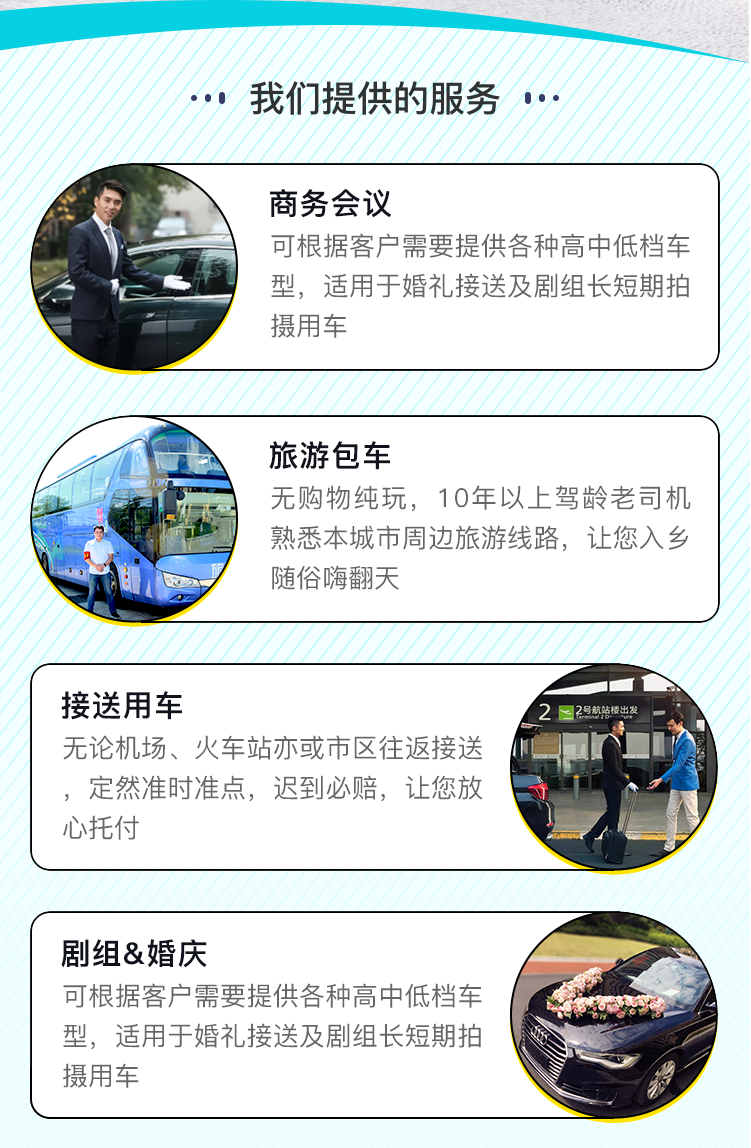 我们提供的服务
商务会议
可根据客户需要提供各种高中低档车
型，适用于婚礼接送及剧组长短期拍
摄用车
旅游包车
无购物纯玩，10年以上驾龄老司机
熟悉本城市周边旅游线路，让您入乡
随俗嗨翻天
接送用车
无论机场、火车站亦或市区往返接送
，定然准时准点，迟到必赔，让您放
心托付
2 2号航站楼出发
Terminal 2 Departure
剧组&婚庆
可根据客户需要提供各种高中低档车
型，适用于婚礼接送及剧组长短期拍
摄用车